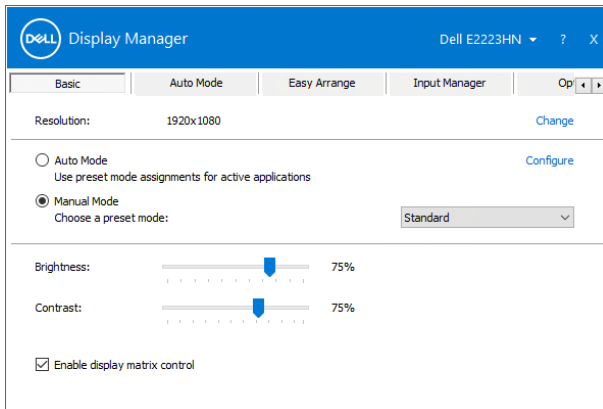 DELL Display Manager Dell E2223HN ? X
Basic Auto Mode Easy Arrange Input Manager Op
Resolution: 1920x1080 Change
Auto Mode Configure
Use preset mode assignments for active applications
Manual Mode
Choose a preset mode: Standard
Brightness: 75%
Contrast: 75%
Enable display matrix control